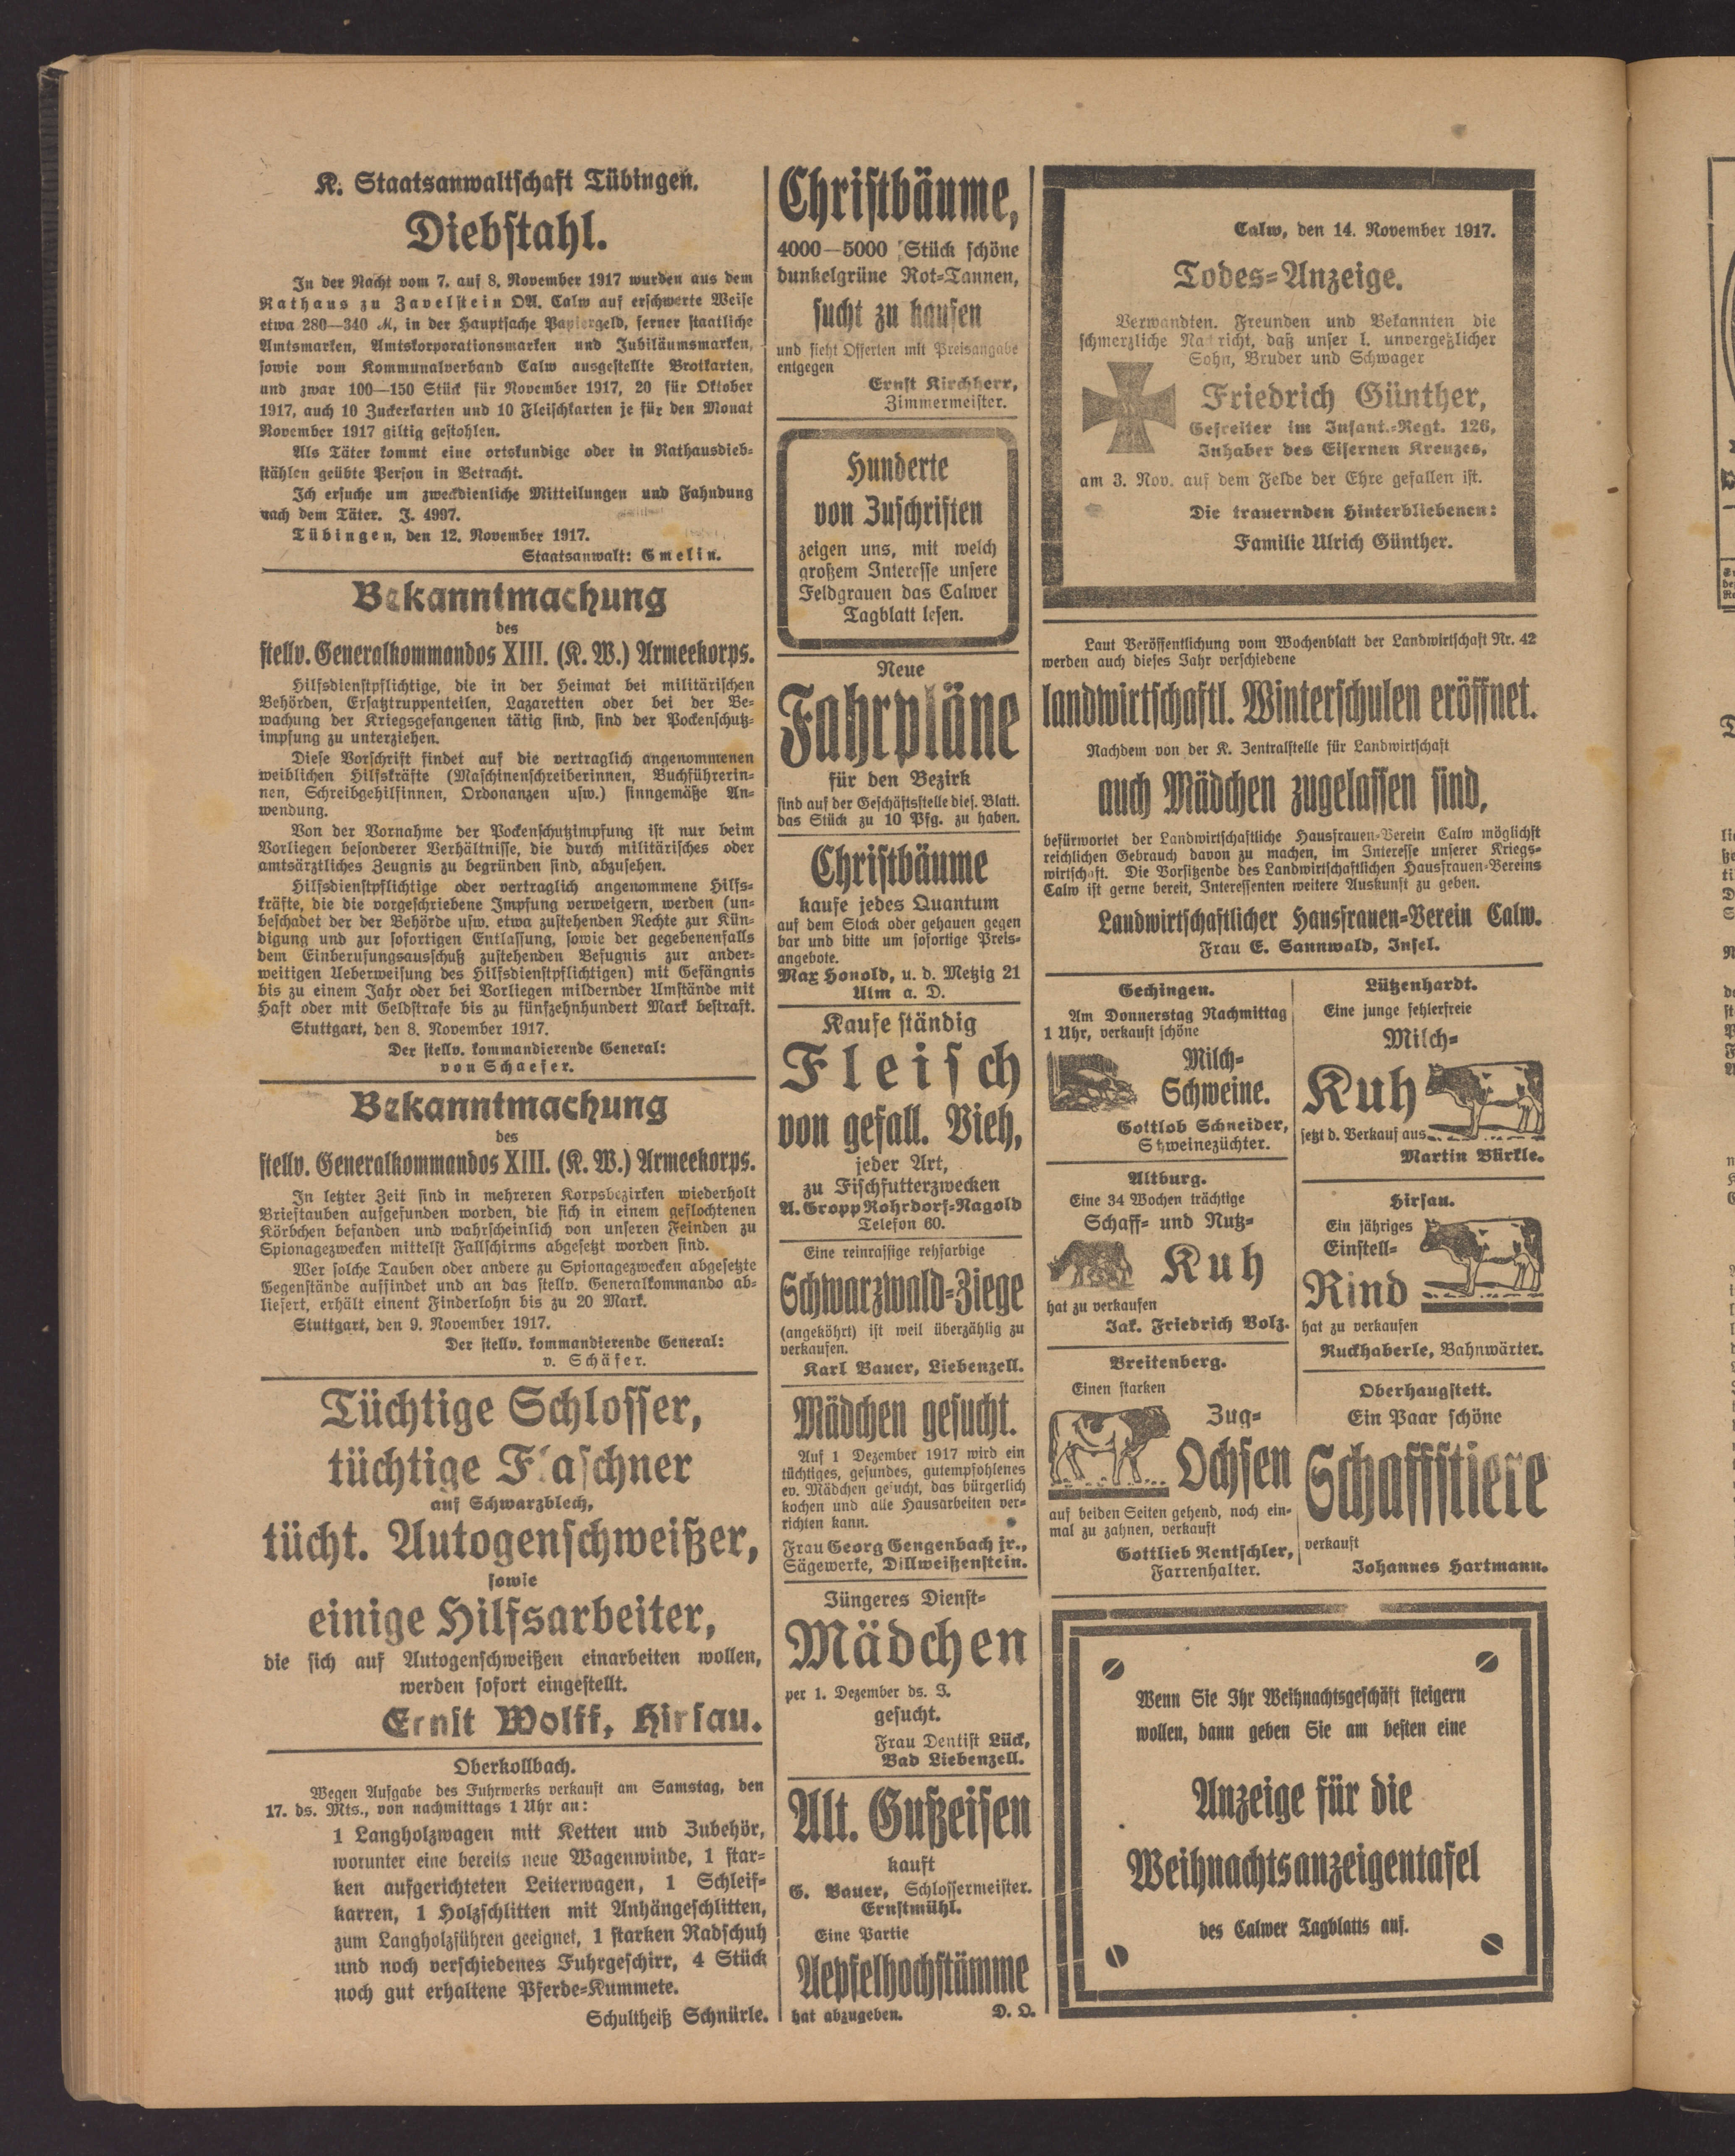 K. Staatsanwaltschaft Tübingen.
Diebstahl.
In der Nacht vom 7. auf 8. November 1917 wurden aus dem
Rathaus zu Zavelstein OA. Calw auf erschwerte Weise
etwa 280—340 ℳ, in der Hauptsache Papiergeld, ferner staatliche
Amtsmarken, Amtskorporationsmarken und Jubiläumsmarken,
sowie vom Kommunalverband Calw ausgestellte Brotkarten,
und zwar 100—150 Stück für November 1917, 20 für Oktober
1917, auch 10 Zuckerkarten und 10 Fleischkarten je für den Monat
November 1917 giltig gestohlen.
Als Täter kommt eine ortskundige oder in Rathausdieb-
stählen geübte Person in Betracht.
Ich ersuche um zweckdienliche Mitteilungen und Fahndung
nach dem Täter. J. 4997.
Tübingen, den 12. November 1917.
Staatsanwalt: Gmelin.
Bekanntmachung
des
stellv. Generalkommandos XIII. (K. W.) Armeekorps.
Hilfsdienstpflichtige, die in der Heimat bei militärischen
Behörden, Ersatztruppenteilen, Lazaretten oder bei der Be-
wachung der Kriegsgefangenen tätig sind, sind der Pockenschutz-
impfung zu unterziehen.
Diese Vorschrift findet auf die vertraglich angenommenen
weiblichen Hilfskräfte (Maschinenschreiberinnen, Buchführerin-
nen, Schreibgehilfinnen, Ordonanzen usw.) sinngemäße An-
wendung.
Von der Vornahme der Pockenschutzimpfung ist nur beim
Vorliegen besonderer Verhältnisse, die durch militärisches oder
amtsärztliches Zeugnis zu begründen sind, abzusehen.
Hilfsdienstpflichtige oder vertraglich angenommene Hilfs-
kräfte, die die vorgeschriebene Impfung verweigern, werden (un-
beschadet der der Behörde usw. etwa zustehenden Rechte zur Kün-
digung und zur sofortigen Entlassung, sowie der gegebenenfalls
dem Einberufungsausschuß zustehenden Befugnis zur ander-
weitigen Ueberweisung des Hilfsdienstpflichtigen) mit Gefängnis
bis zu einem Jahr oder bei Vorliegen mildernder Umstände mit
Haft oder mit Geldstrafe bis zu fünfzehnhundert Mark bestraft.
Stuttgart, den 8. November 1917.
Der stellv. kommandierende General:
von Schaefer.
Bekanntmachung
des
stellv. Generalkommandos XIII. (K. W.) Armeekorps.
In letzter Zeit sind in mehreren Korpsbezirken wiederholt
Brieftauben aufgefunden worden, die sich in einem geflochtenen
Körbchen befanden und wahrscheinlich von unseren Feinden zu
Spionagezwecken mittelst Fallschirms abgesetzt worden sind.
Wer solche Tauben oder andere zu Spionagezwecken abgesetzte
Gegenstände auffindet und an das stellv. Generalkommando ab-
liefert, erhält einent Finderlohn bis zu 20 Mark.
Stuttgart, den 9. November 1917.
Der stellv. kommandierende General:
v. Schäfer.
Tüchtige Schlosser,
tüchtige Flaschner
auf Schwarzblech,
tücht. Autogenschweißer,
sowie
einige Hilfsarbeiter,
die sich auf Autogenschweißen einarbeiten wollen,
werden sofort eingestellt.
Ernst Wolff, Hirsau.
Oberkollbach.
Wegen Aufgabe des Fuhrwerks verkauft am Samstag, den
17. ds. Mts., von nachmittags 1 Uhr an:
1 Langholzwagen mit Ketten und Zubehör,
worunter eine bereits neue Wagenwinde, 1 star-
ken aufgerichteten Leiterwagen, 1 Schleif-
karren, 1 Holzschlitten mit Anhängeschlitten,
zum Langholzführen geeignet, 1 starken Radschuh
und noch verschiedenes Fuhrgeschirr, 4 Stück
noch gut erhaltene Pferde-Kummete.
Schultheiß Schnürle.
Christbäume,
4000—5000 Stück schöne
dunkelgrüne Rot-Tannen,
sucht zu kaufen
und sieht Offerten mit Preisangabe
entgegen
Ernst Kirchherr,
Zimmermeister.
Hunderte
von Zuschriften
zeigen uns, mit welch
großem Interesse unsere
Feldgrauen das Calwer
Tagblatt lesen.
Neue
Fahrpläne
für den Bezirk
sind auf der Geschäftsstelle dies. Blatt.
das Stück zu 10 Pfg. zu haben.
Christbäume
kaufe jedes Quantum
auf dem Stock oder gehauen gegen
bar und bitte um sofortige Preis-
angebote.
Max Honold, u. d. Metzig 21
Ulm a. D.
Kaufe ständig
Fleisch
von gefall. Vieh,
jeder Art,
zu Fischfutterzwecken
A. Gropp Rohrdorf-Nagold
Telefon 60.
Eine reinrassige rehfarbige
Schwarzwald-Ziege
(angeköhrt) ist weil überzählig zu
verkaufen.
Karl Bauer, Liebenzell.
Mädchen gesucht.
Auf 1 Dezember 1917 wird ein
tüchtiges, gesundes, gutempfohlenes
ev. Mädchen gesucht, das bürgerlich
kochen und alle Hausarbeiten ver-
richten kann.
Frau Georg Gengenbach jr.,
Sägewerke, Dillweißenstein.
Jüngeres Dienst-
Mädchen
per 1. Dezember ds. J.
gesucht.
Frau Dentist Lück,
Bad Liebenzell.
Alt. Gußeisen
kauft
G. Bauer, Schlossermeister.
Ernstmühl.
Eine Partie
Aepfelhochstämme
hat abzugeben. D. O.
Calw, den 14. November 1917.
Todes-Anzeige.
Verwandten. Freunden und Bekannten die
schmerzliche Nachricht, daß unser l. unvergeßlicher
Sohn, Bruder und Schwager
Friedrich Günther,
Gefreiter im Infant.-Regt. 126,
Inhaber des Eisernen Kreuzes,
am 3. Nov. auf dem Felde der Ehre gefallen ist.
Die trauernden Hinterbliebenen:
Familie Ulrich Günther.
Laut Veröffentlichung vom Wochenblatt der Landwirtschaft Nr. 42
werden auch dieses Jahr verschiedene
landwirtschaftl. Winterschulen eröffnet.
Nachdem von der K. Zentralstelle für Landwirtschaft
auch Mädchen zugelassen sind,
befürwortet der Landwirtschaftliche Hausfrauen-Verein Calw möglichst
reichlichen Gebrauch davon zu machen, im Interesse unserer Kriegs-
wirtschaft. Die Vorsitzende des Landwirtschaftlichen Hausfrauen-Vereins
Calw ist gerne bereit, Interessenten weitere Auskunft zu geben.
Landwirtschaftlicher Hausfrauen-Verein Calw.
Frau E. Sannwald, Insel.
Gechingen.
Am Donnerstag Nachmittag
1 Uhr, verkauft schöne
Milch-
Schweine.
Gottlob Schneider,
Schweinezüchter.
Altburg.
Eine 34 Wochen trächtige
Schaff- und Nutz-
Kuh
hat zu verkaufen
Jak. Friedrich Volz.
Breitenberg.
Einen starken
Zug-
Ochsen
auf beiden Seiten gehend, noch ein-
mal zu zahnen, verkauft
Gottlieb Rentschler,
Farrenhalter.
Lützenhardt.
Eine junge fehlerfreie
Milch-
Kuh
setzt d. Verkauf aus
Martin Bürkle.
Hirsau.
Ein jähriges
Einstell-
Rind
hat zu verkaufen
Ruckhaberle, Bahnwärter.
Oberhaugstett.
Ein Paar schöne
Schaffstiere
verkauft
Johannes Hartmann.
Wenn Sie Ihr Weihnachtsgeschäft steigern
wollen, dann geben Sie am besten eine
Anzeige für die
Weihnachtsanzeigentafel
des Calwer Tagblatts auf.